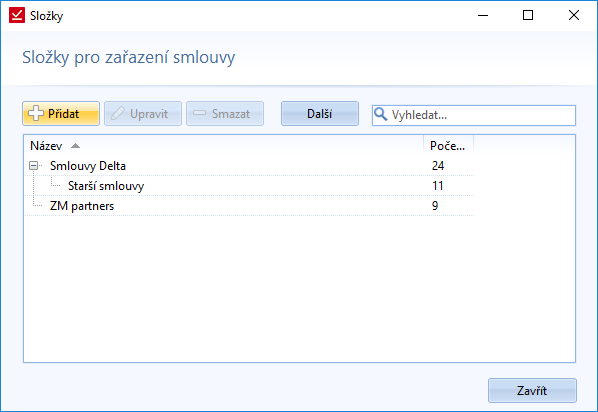 Složky
Složky pro zařazení smlouvy
Přidat Upravit Smazat Další Vyhledat...
Název Poče...
Smlouvy Delta 24
Starší smlouvy 11
ZM partners 9
Zavřít